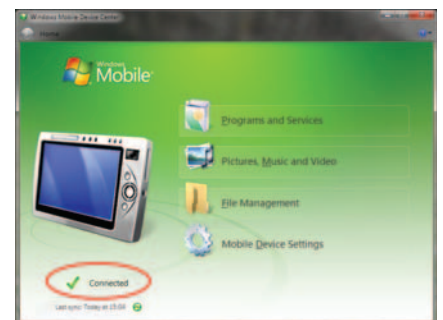 Windows Mobile Device Center
Home
Windows
Mobile
Programs and Services
Pictures, Music and Video
File Management
Mobile Device Settings
Connected
Last sync: Today at 15:04